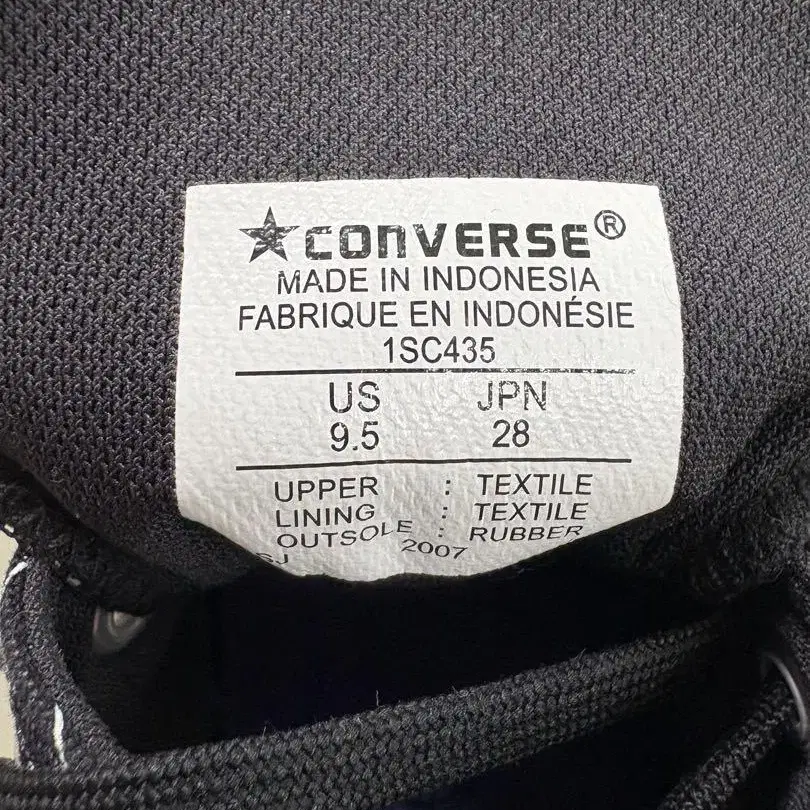 CONVERSE®
MADE IN INDONESIA
FABRIQUE EN INDONÉSIE
1SC435
US JPN
9.5 28
UPPER : TEXTILE
LINING : TEXTILE
OUTSOLE : RUBBER
SJ 2007